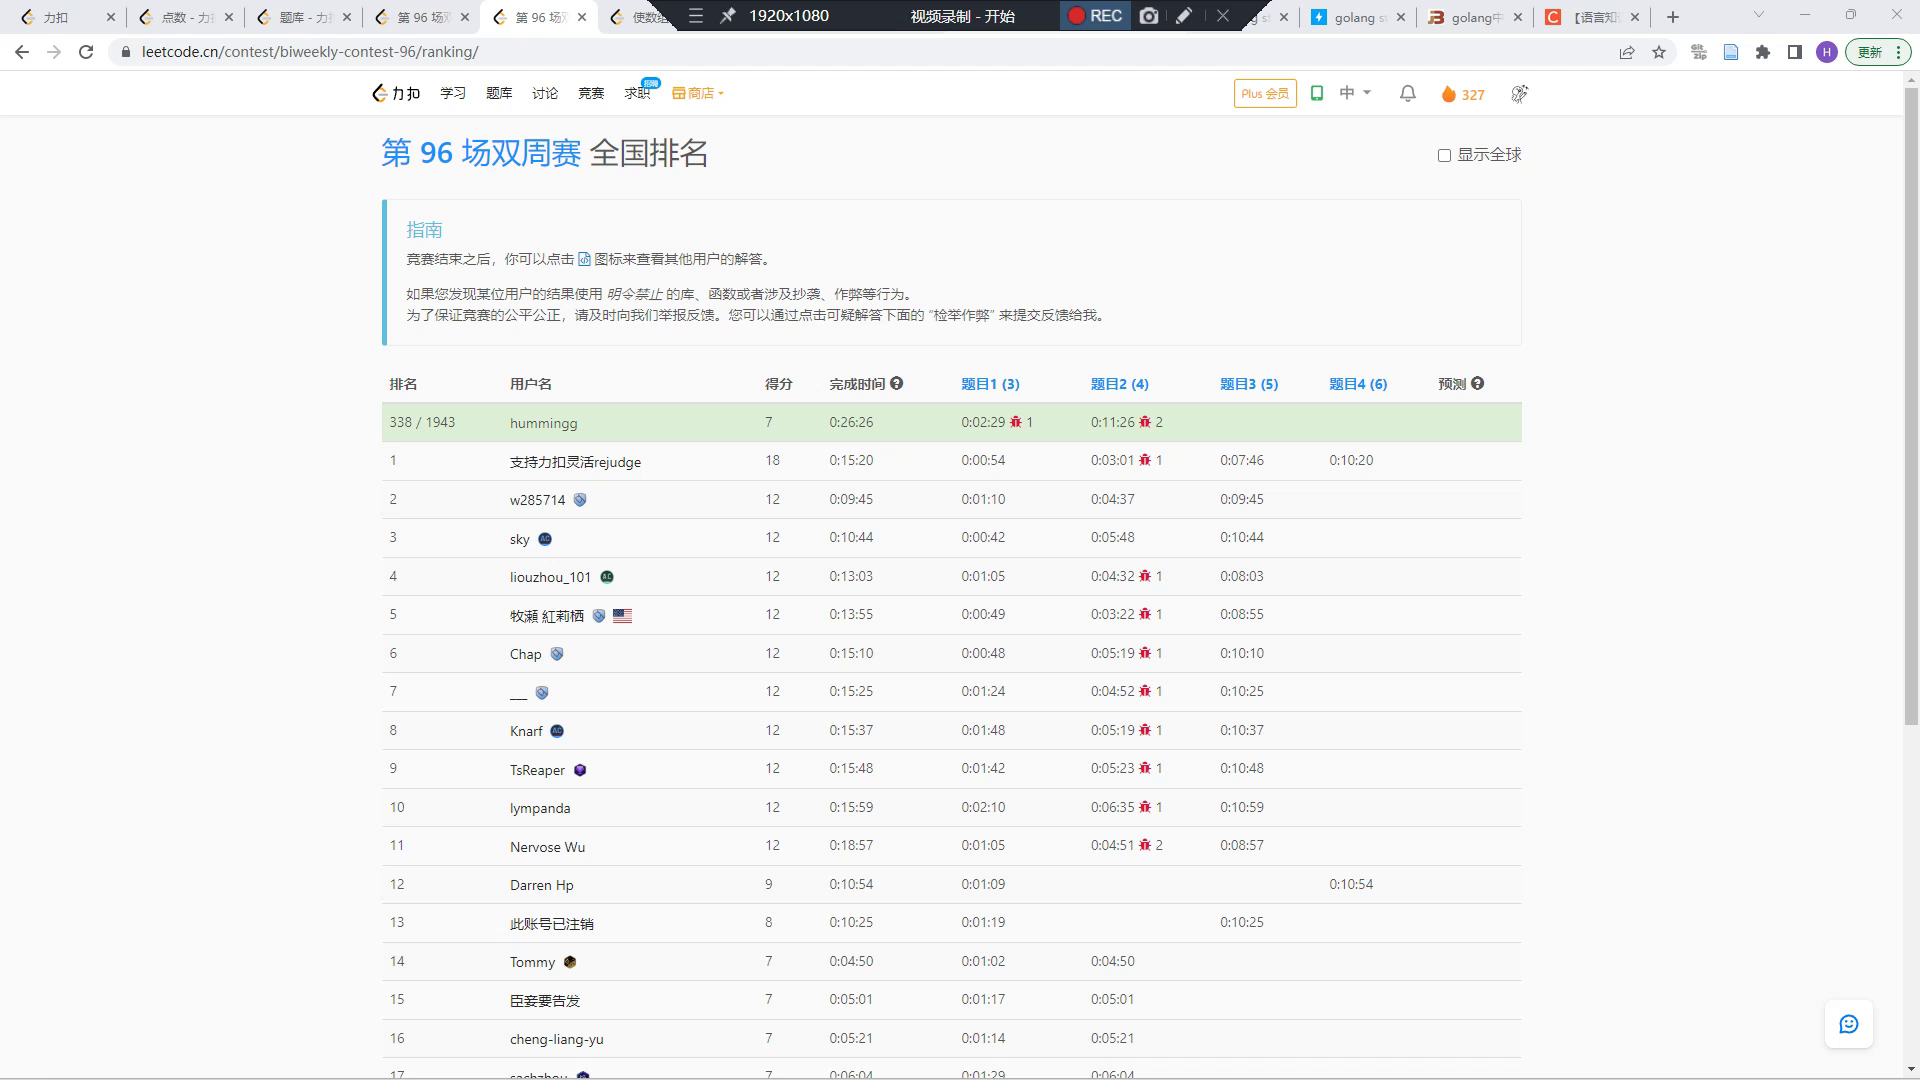 力扣
点数 - 力
题库 - 力
第 96 场双
第 96 场双
使数组
1920x1080
视频录制 - 开始
REC
golang
golang中
【语言知
leetcode.cn/contest/biweekly-contest-96/ranking/
H
更新
力扣
学习
题库
讨论
竞赛
求职
招聘
商店
Plus 会员
中
327
第 96 场双周赛 全国排名
显示全球
指南
竞赛结束之后，你可以点击 图标来查看其他用户的解答。
如果您发现某位用户的结果使用 明令禁止 的库、函数或者涉及抄袭、作弊等行为。
为了保证竞赛的公平公正，请及时向我们举报反馈。您可以通过点击可疑解答下面的 “检举作弊” 来提交反馈给我。
排名 用户名 得分 完成时间 题目1 (3) 题目2 (4) 题目3 (5) 题目4 (6) 预测
338 / 1943 hummingg 7 0:26:26 0:02:29 1 0:11:26 2
1 支持力扣灵活rejudge 18 0:15:20 0:00:54 0:03:01 1 0:07:46 0:10:20
2 w285714 12 0:09:45 0:01:10 0:04:37 0:09:45
3 sky AC 12 0:10:44 0:00:42 0:05:48 0:10:44
4 liouzhou_101 AC 12 0:13:03 0:01:05 0:04:32 1 0:08:03
5 牧瀬 紅莉栖 12 0:13:55 0:00:49 0:03:22 1 0:08:55
6 Chap 12 0:15:10 0:00:48 0:05:19 1 0:10:10
7 ___ 12 0:15:25 0:01:24 0:04:52 1 0:10:25
8 Knarf AC 12 0:15:37 0:01:48 0:05:19 1 0:10:37
9 TsReaper 12 0:15:48 0:01:42 0:05:23 1 0:10:48
10 lympanda 12 0:15:59 0:02:10 0:06:35 1 0:10:59
11 Nervose Wu 12 0:18:57 0:01:05 0:04:51 2 0:08:57
12 Darren Hp 9 0:10:54 0:01:09 0:10:54
13 此账号已注销 8 0:10:25 0:01:19 0:10:25
14 Tommy 7 0:04:50 0:01:02 0:04:50
15 臣妾要告发 7 0:05:01 0:01:17 0:05:01
16 cheng-liang-yu 7 0:05:21 0:01:14 0:05:21
17 sachzhou 7 0:06:04 0:01:29 0:06:04